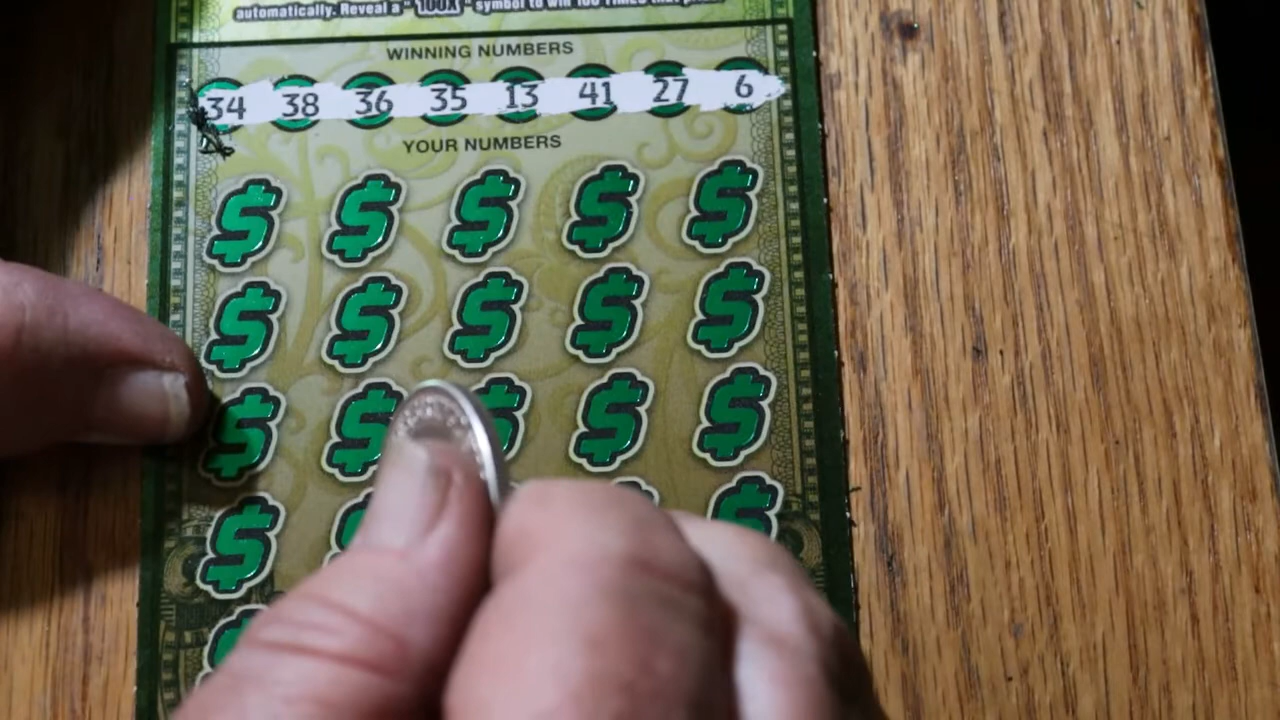 automatically. Reveal a "100X" symbol to win 100 TIMES that
WINNING NUMBERS
34 38 36 35 13 41 27 6
YOUR NUMBERS
$ $ $ $ $
$ $ $ $ $
$ $ $ $ $
$ $ $ $
$